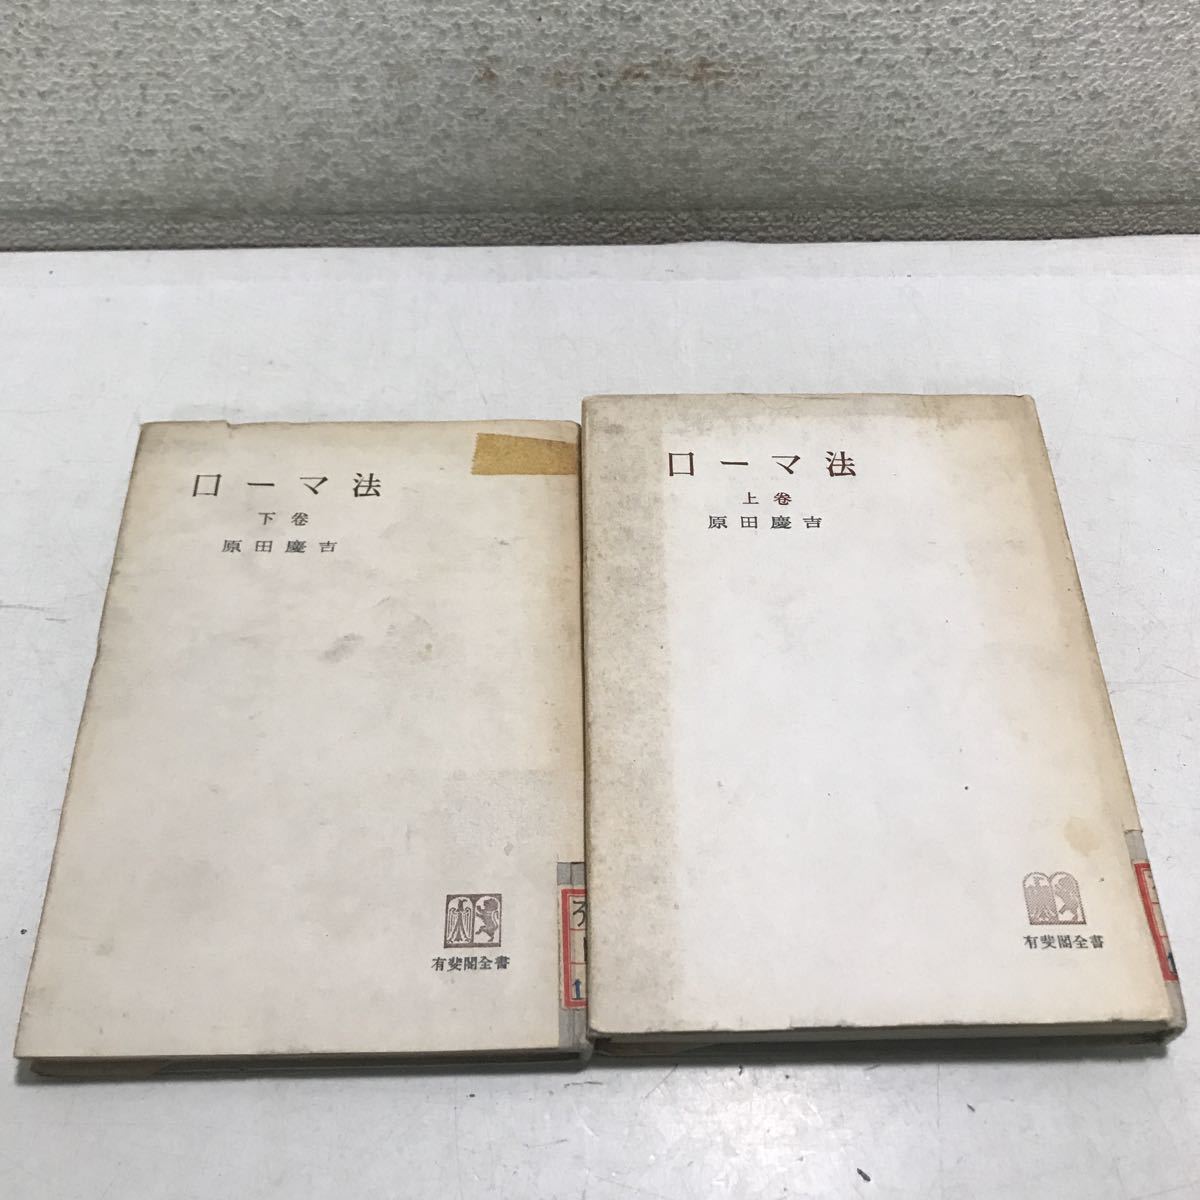 ローマ法
下巻
原田慶吉
有斐閣全書
ローマ法
上巻
原田慶吉
有斐閣全書